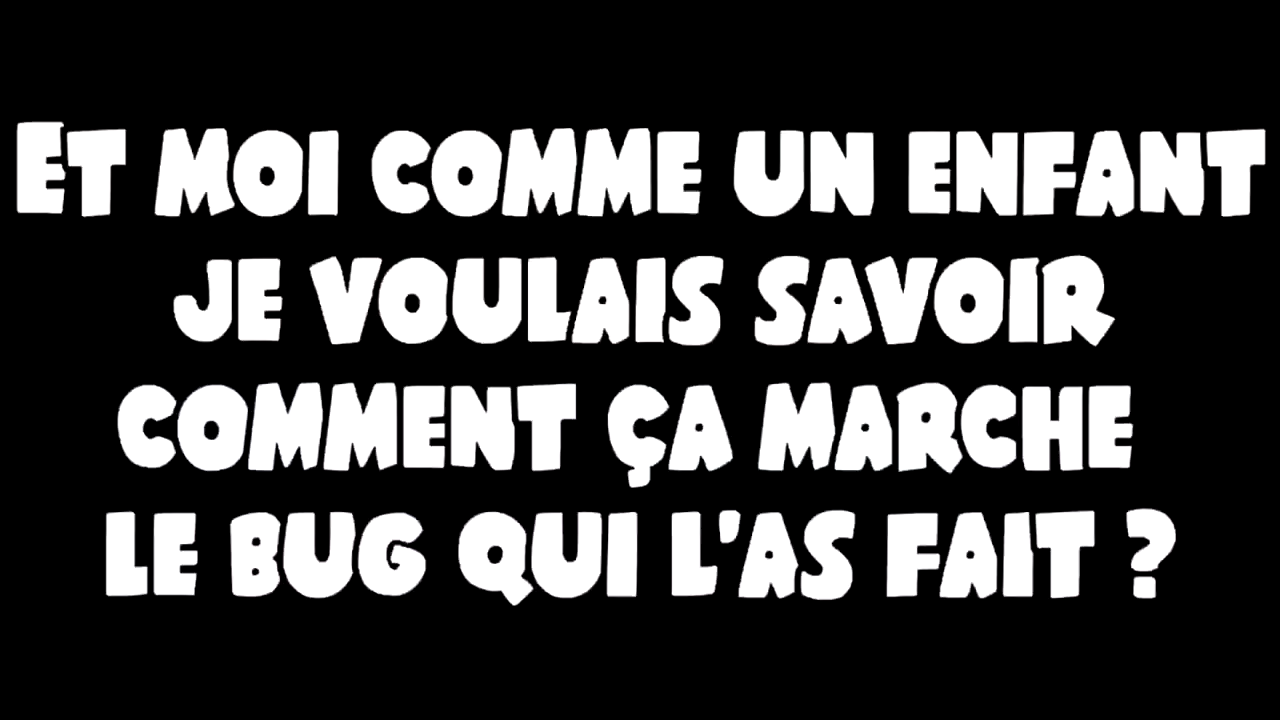 Et moi comme un enfant
je voulais savoir
comment ça marche
le bug qui l'as fait ?